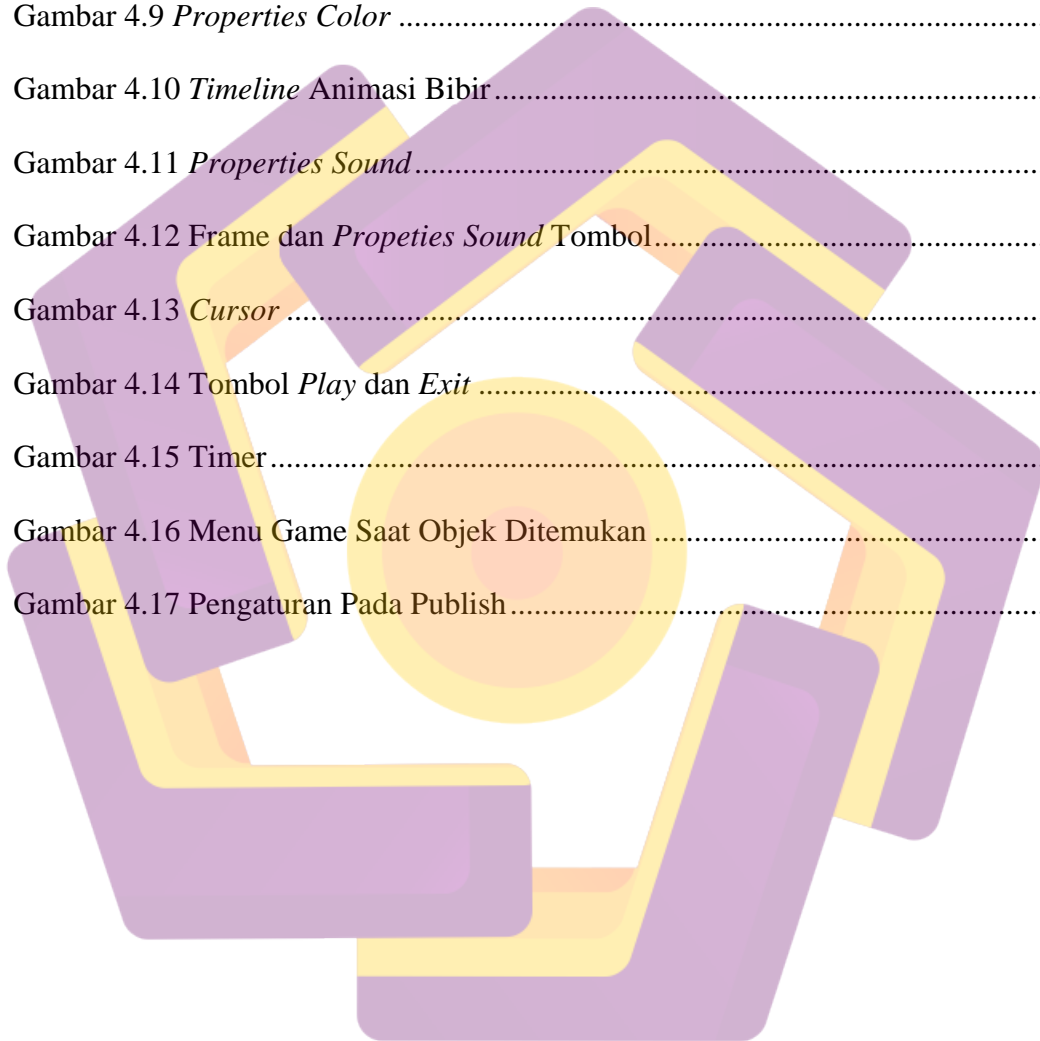 Gambar 4.9 Properties Color ................................................................
Gambar 4.10 Timeline Animasi Bibir ................................................................
Gambar 4.11 Properties Sound ................................................................
Gambar 4.12 Frame dan Propeties Sound Tombol ................................................................
Gambar 4.13 Cursor ................................................................
Gambar 4.14 Tombol Play dan Exit ................................................................
Gambar 4.15 Timer ................................................................
Gambar 4.16 Menu Game Saat Objek Ditemukan ................................................................
Gambar 4.17 Pengaturan Pada Publish ................................................................